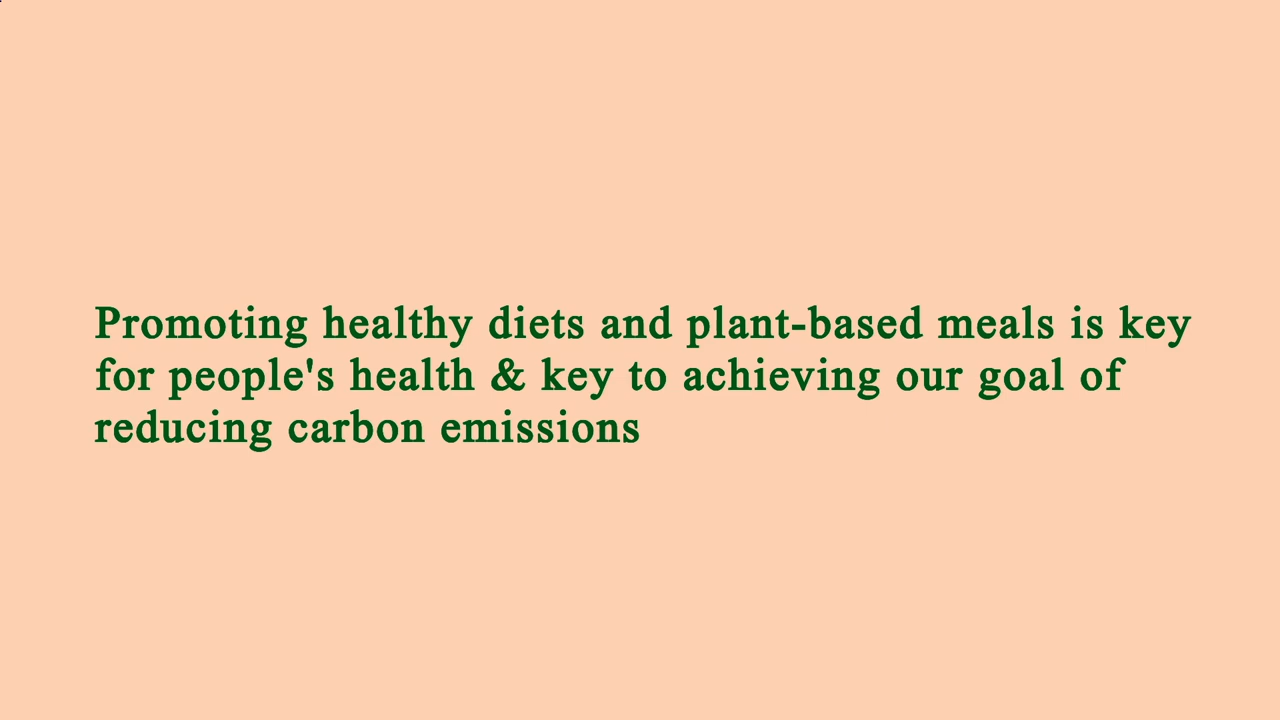 Promoting healthy diets and plant-based meals is key
for people's health & key to achieving our goal of
reducing carbon emissions